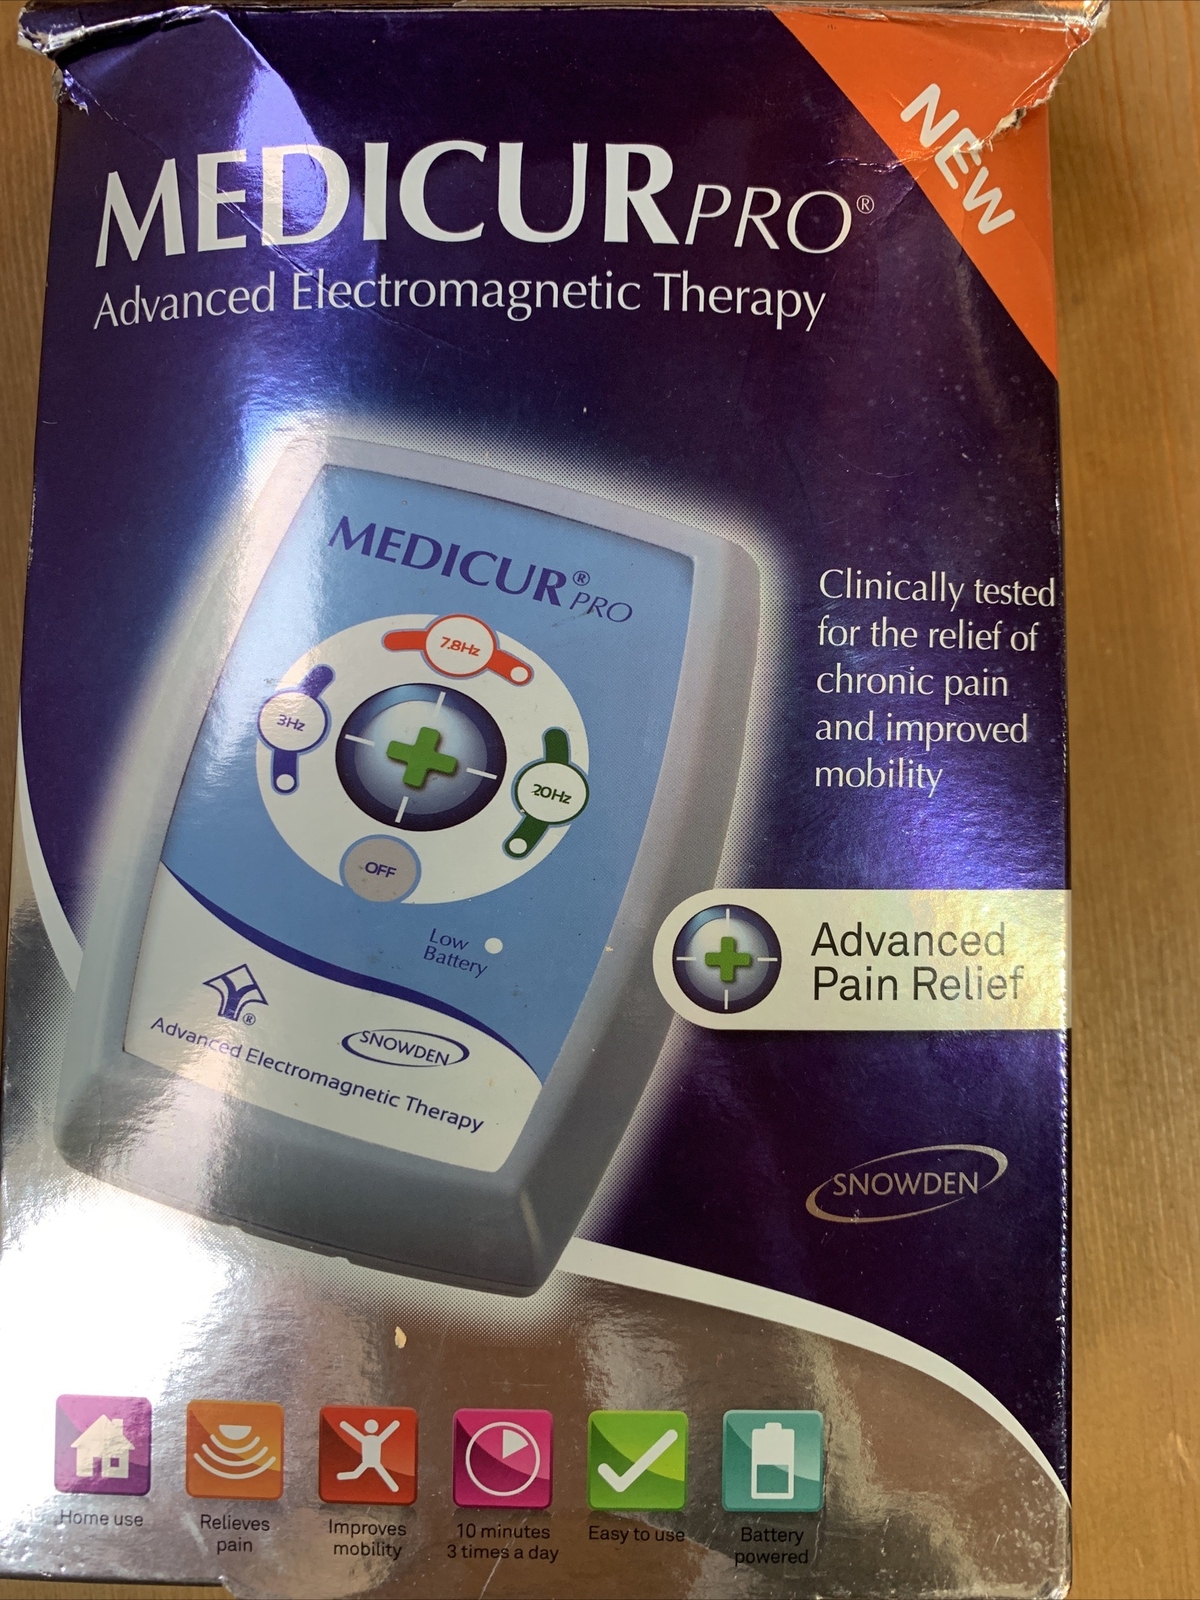 NEW
MEDICURPRO®
Advanced Electromagnetic Therapy
MEDICUR® PRO
7.8Hz
3Hz
20Hz
OFF
Low
Battery
®
SNOWDEN
Advanced Electromagnetic Therapy
Clinically tested
for the relief of
chronic pain
and improved
mobility
Advanced
Pain Relief
SNOWDEN
Home use
Relieves
pain
Improves
mobility
10 minutes
3 times a day
Easy to use
Battery
powered